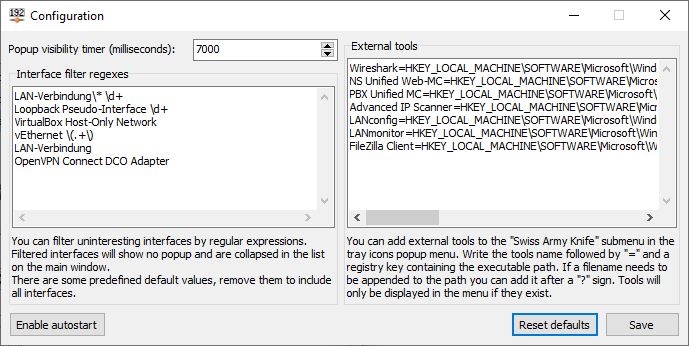 192
Configuration
Popup visibility timer (milliseconds): 7000
Interface filter regexes
LAN-Verbindung\* \d+
Loopback Pseudo-Interface \d+
VirtualBox Host-Only Network
vEthernet \(.+\)
LAN-Verbindung
OpenVPN Connect DCO Adapter
You can filter uninteresting interfaces by regular expressions.
Filtered interfaces will show no popup and are collapsed in the list
on the main window.
There are some predefined default values, remove them to include
all interfaces.
External tools
Wireshark=HKEY_LOCAL_MACHINE\SOFTWARE\Microsoft\Wind
NS Unified Web-MC=HKEY_LOCAL_MACHINE\SOFTWARE\Micros
PBX Unified MC=HKEY_LOCAL_MACHINE\SOFTWARE\Microsoft\
Advanced IP Scanner=HKEY_LOCAL_MACHINE\SOFTWARE\Micro
LANconfig=HKEY_LOCAL_MACHINE\SOFTWARE\Microsoft\Wind
LANmonitor=HKEY_LOCAL_MACHINE\SOFTWARE\Microsoft\Win
FileZilla Client=HKEY_LOCAL_MACHINE\SOFTWARE\Microsoft\W
You can add external tools to the "Swiss Army Knife" submenu in the
tray icons popup menu. Write the tools name followed by "=" and a
registry key containing the executable path. If a filename needs to
be appended to the path you can add it after a "?" sign. Tools will
only be displayed in the menu if they exist.
Enable autostart
Reset defaults
Save